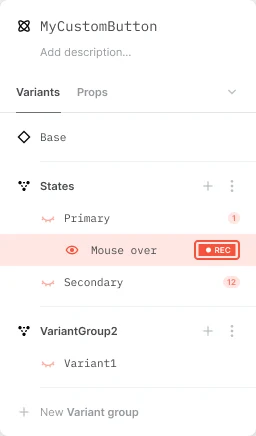 MyCustomButton
Add description...
Variants Props
Base
States
Primary 1
Mouse over REC
Secondary 12
VariantGroup2
Variant1
New Variant group